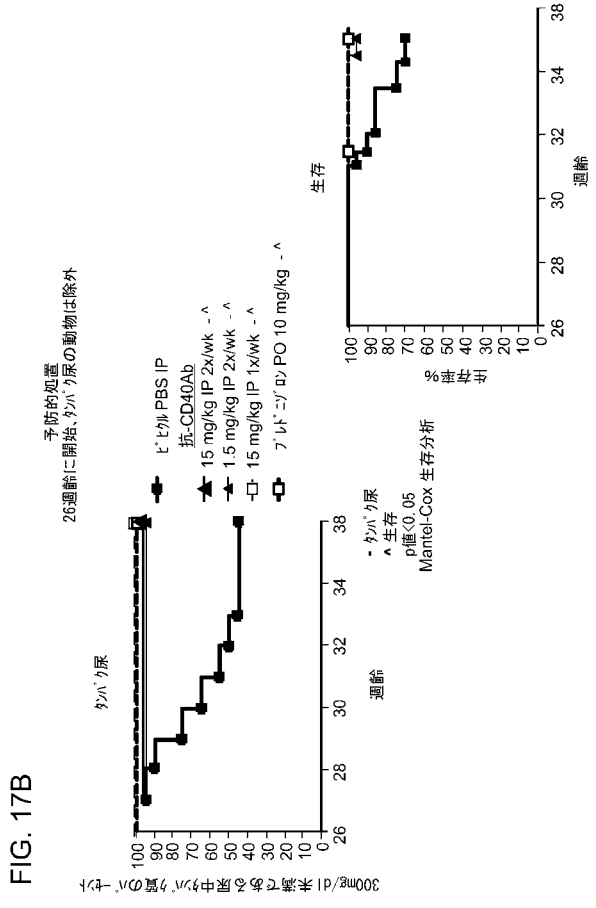 FIG. 17B
予防的処置
26週齢に開始、タンパク尿の動物は除外
タンパク尿
300mg/dl 未満である尿中タンパク質のパーセント
100
90
80
70
60
50
40
30
20
10
0
26
28
30
32
34
38
週齢
ビヒクル PBS IP
抗-CD40Ab
15 mg/kg IP 2x/wk - ^
1.5 mg/kg IP 2x/wk - ^
15 mg/kg IP 1x/wk - ^
プレドニゾロン PO 10 mg/kg - ^
- タンパク尿
^ 生存
p値<0.05
Mantel-Cox 生存分析
生存
生存率%
100
90
80
70
60
50
40
30
20
10
0
26
28
30
32
34
38
週齢